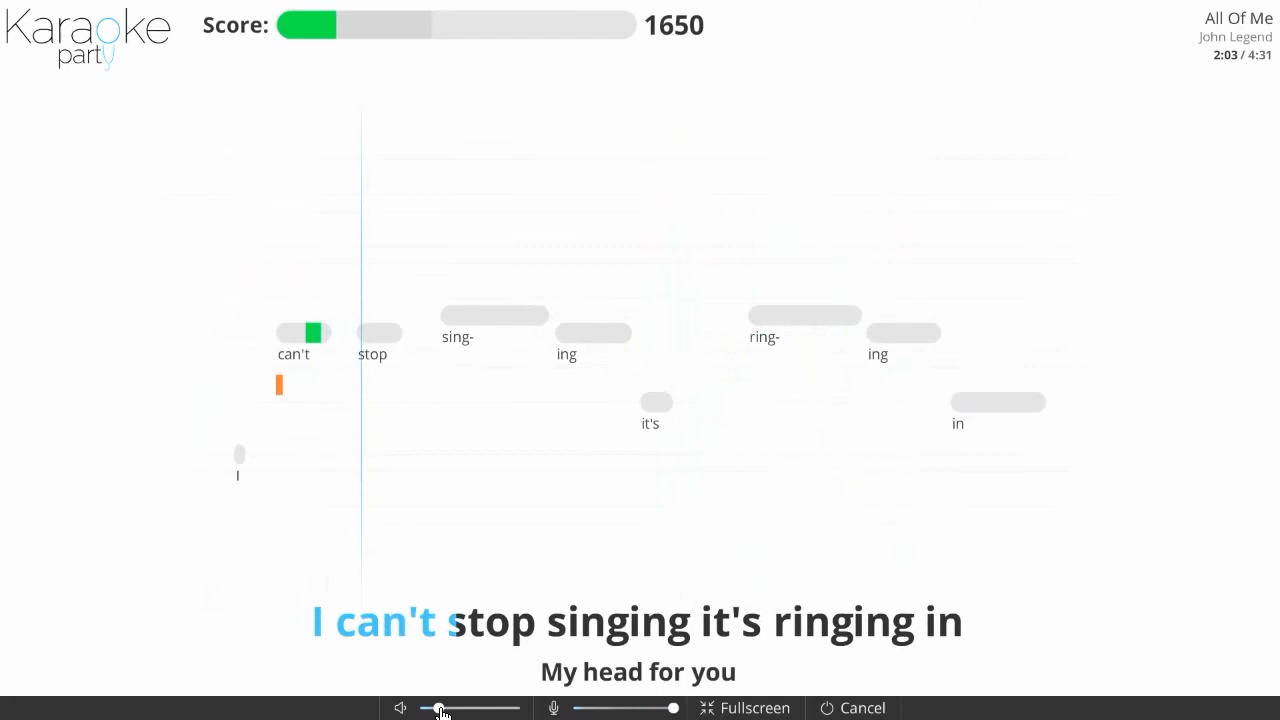 Karaoke
party
Score:
1650
All Of Me
John Legend
2:03 / 4:31
sing-
ring-
can't
stop
ing
ing
it's
in
I
I can't stop singing it's ringing in
My head for you
Fullscreen
Cancel